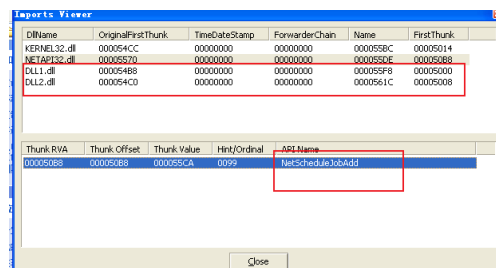 Imports Viewer
DllName OriginalFirstThunk TimeDateStamp ForwarderChain Name FirstThunk
KERNEL32.dll 000054CC 00000000 00000000 000055BC 00005014
NETAPI32.dll 00005570 00000000 00000000 000055DE 000050B8
DLL1.dll 000054B8 00000000 00000000 000055F8 00005000
DLL2.dll 000054C0 00000000 00000000 0000561C 00005008
Thunk RVA Thunk Offset Thunk Value Hint/Ordinal API Name
000050B8 000050B8 000055CA 0099 NetScheduleJobAdd
Close